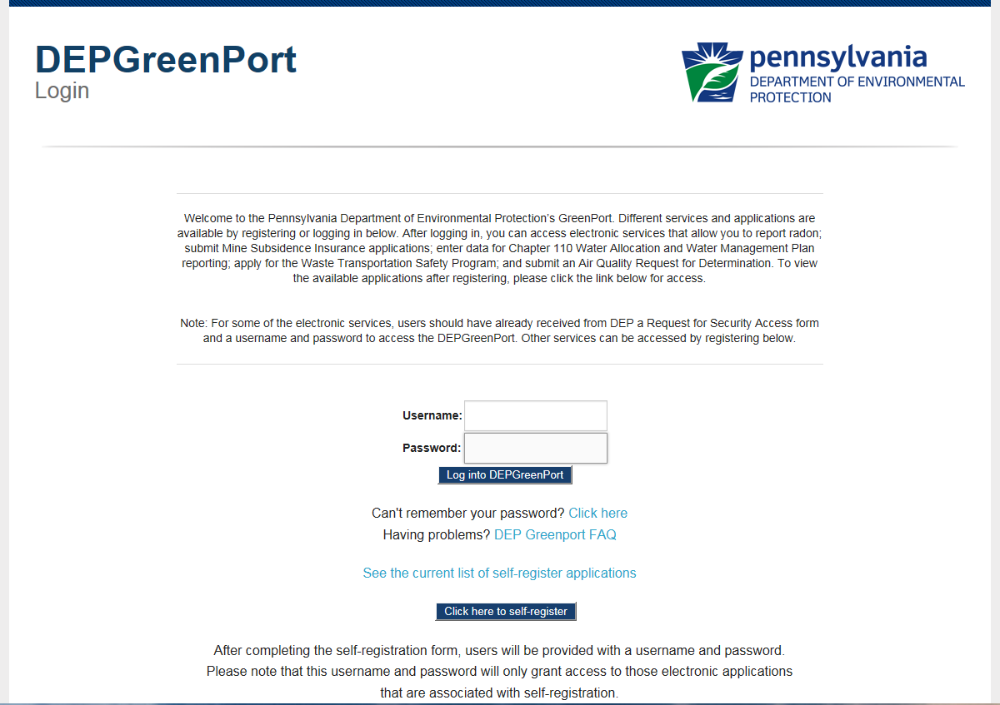 DEPGreenPort
Login
pennsylvania
DEPARTMENT OF ENVIRONMENTAL
PROTECTION
Welcome to the Pennsylvania Department of Environmental Protection's GreenPort. Different services and applications are
available by registering or logging in below. After logging in, you can access electronic services that allow you to report radon;
submit Mine Subsidence Insurance applications; enter data for Chapter 110 Water Allocation and Water Management Plan
reporting; apply for the Waste Transportation Safety Program; and submit an Air Quality Request for Determination. To view
the available applications after registering, please click the link below for access.
Note: For some of the electronic services, users should have already received from DEP a Request for Security Access form
and a username and password to access the DEPGreenPort. Other services can be accessed by registering below.
Username:
Password:
Log into DEPGreenPort
Can't remember your password? Click here
Having problems? DEP Greenport FAQ
See the current list of self-register applications
Click here to self-register
After completing the self-registration form, users will be provided with a username and password.
Please note that this username and password will only grant access to those electronic applications
that are associated with self-registration.